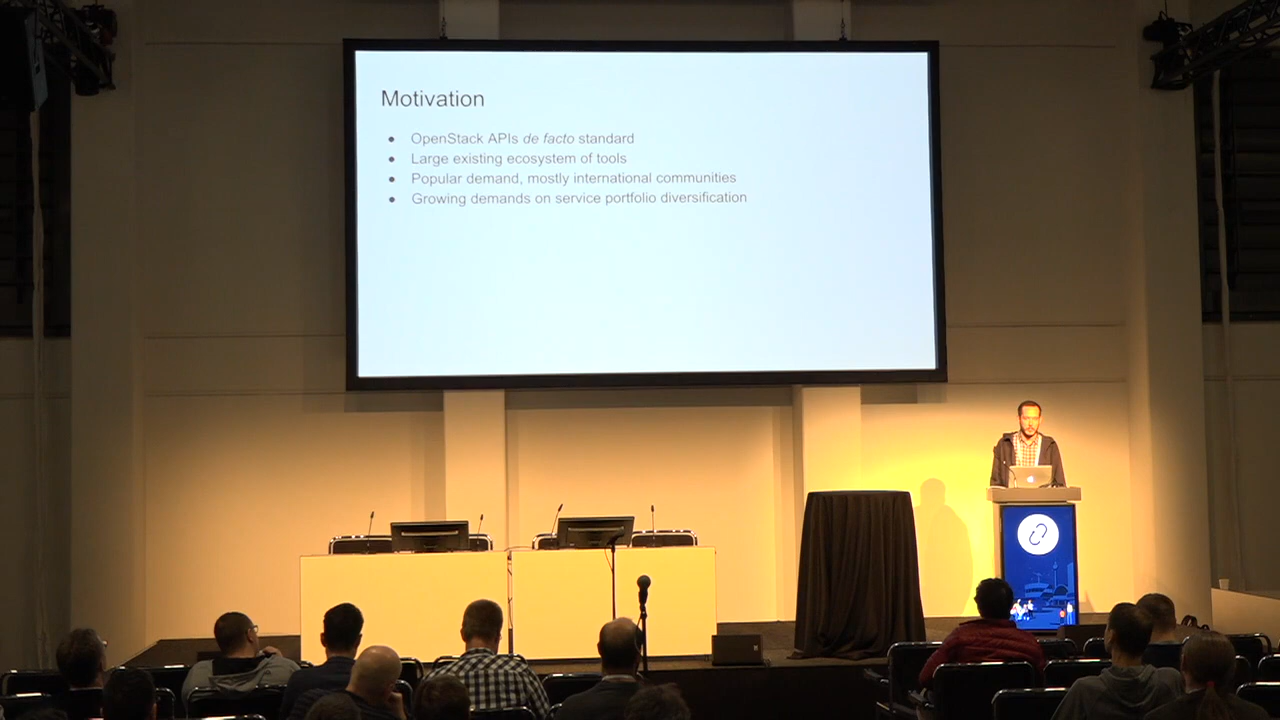 Motivation
● OpenStack APIs de facto standard
● Large existing ecosystem of tools
● Popular demand, mostly international communities
● Growing demands on service portfolio diversification